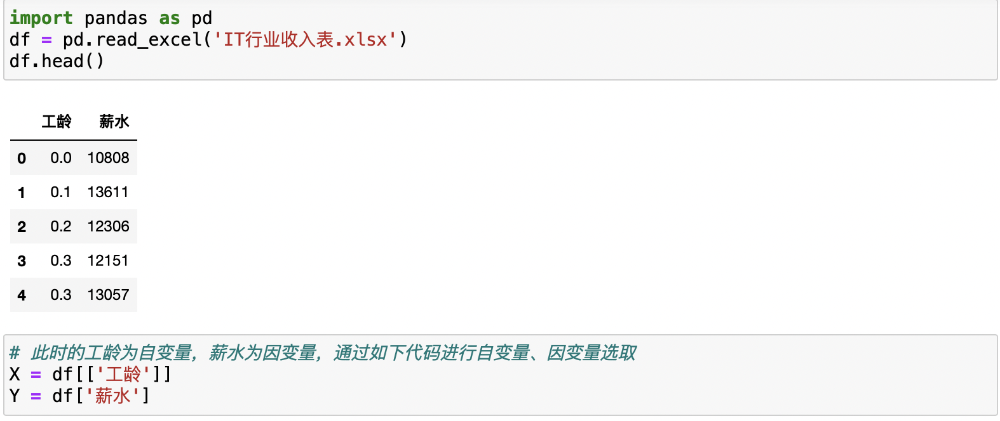 import pandas as pd
df = pd.read_excel('IT行业收入表.xlsx')
df.head()
工龄 薪水
0 0.0 10808
1 0.1 13611
2 0.2 12306
3 0.3 12151
4 0.3 13057
# 此时的工龄为自变量，薪水为因变量，通过如下代码进行自变量、因变量选取
X = df[['工龄']]
Y = df['薪水']